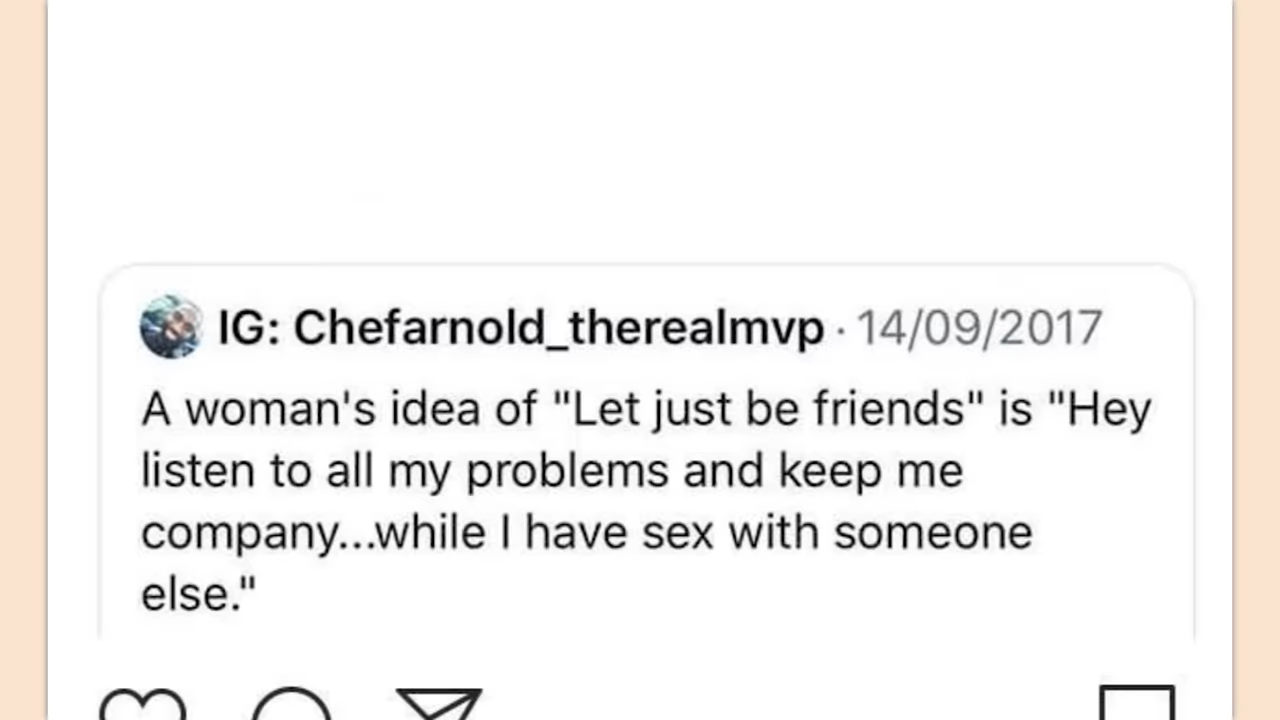 IG: Chefarnold_therealmvp · 14/09/2017
A woman's idea of "Let just be friends" is "Hey
listen to all my problems and keep me
company...while I have sex with someone
else."